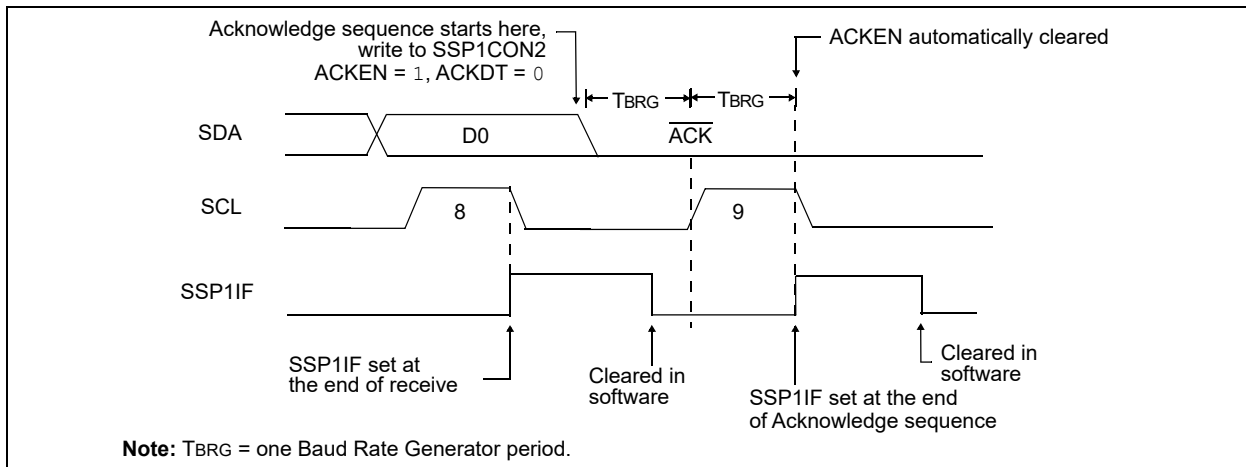 Acknowledge sequence starts here,
write to SSP1CON2
ACKEN = 1, ACKDT = 0
ACKEN automatically cleared
TBRG
TBRG
SDA
D0
ACK
SCL
8
9
SSP1IF
SSP1IF set at
the end of receive
Cleared in
software
SSP1IF set at the end
of Acknowledge sequence
Cleared in
software
Note: TBRG = one Baud Rate Generator period.